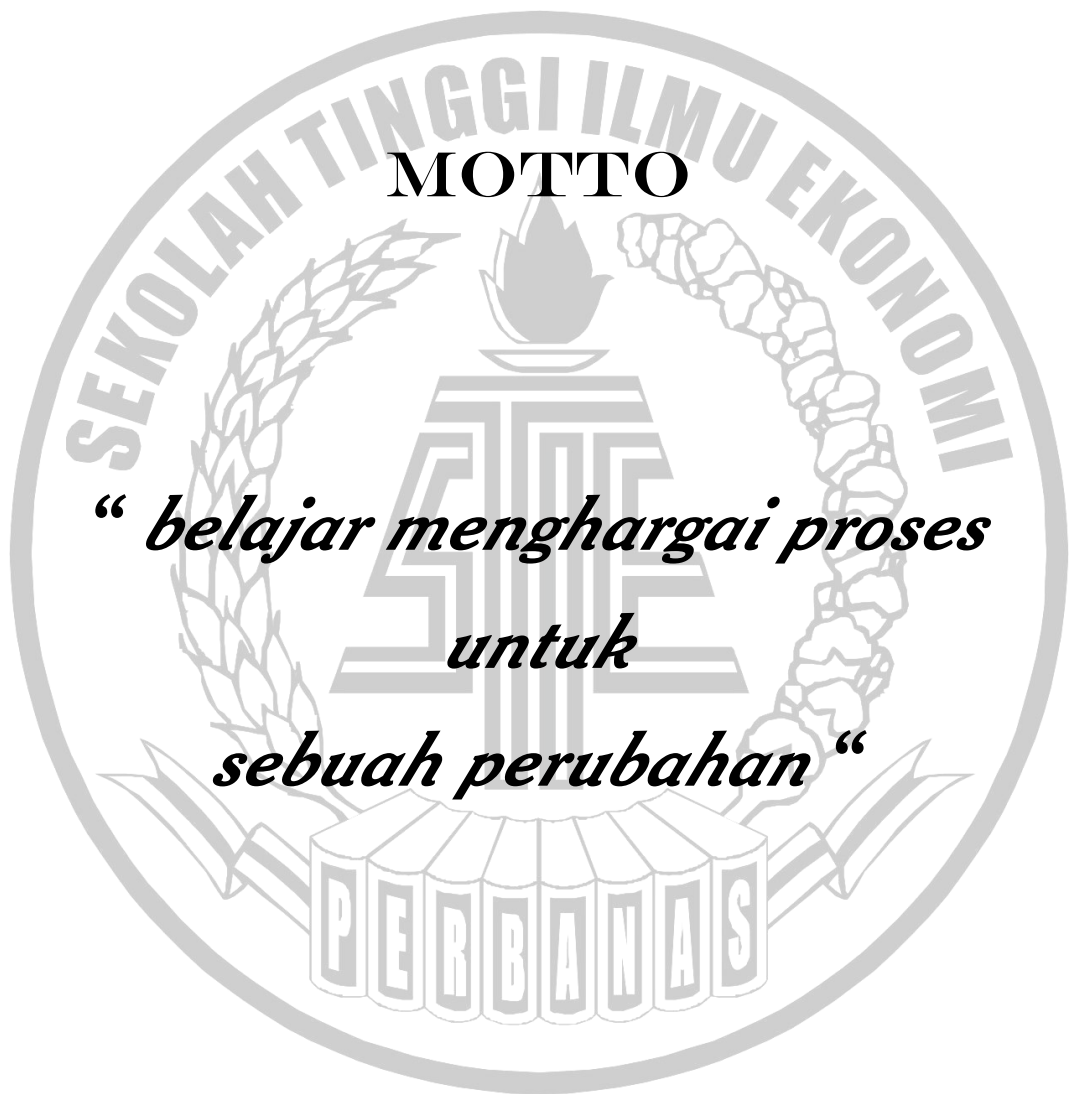 SEKOLAH TINGGI ILMU EKONOMI
MOTTO
“ belajar menghargai proses
untuk
sebuah perubahan “
PERBANAS